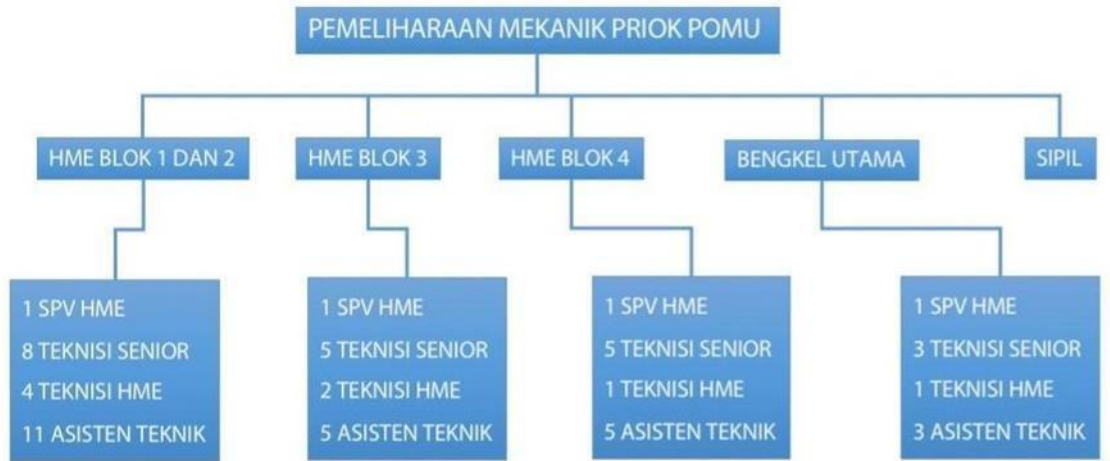 PEMELIHARAAN MEKANIK PRIOK POMU
HME BLOK 1 DAN 2
HME BLOK 3
HME BLOK 4
BENGKEL UTAMA
SIPIL
1 SPV HME
8 TEKNISI SENIOR
4 TEKNISI HME
11 ASISTEN TEKNIK
1 SPV HME
5 TEKNISI SENIOR
2 TEKNISI HME
5 ASISTEN TEKNIK
1 SPV HME
5 TEKNISI SENIOR
1 TEKNISI HME
5 ASISTEN TEKNIK
1 SPV HME
3 TEKNISI SENIOR
1 TEKNISI HME
3 ASISTEN TEKNIK